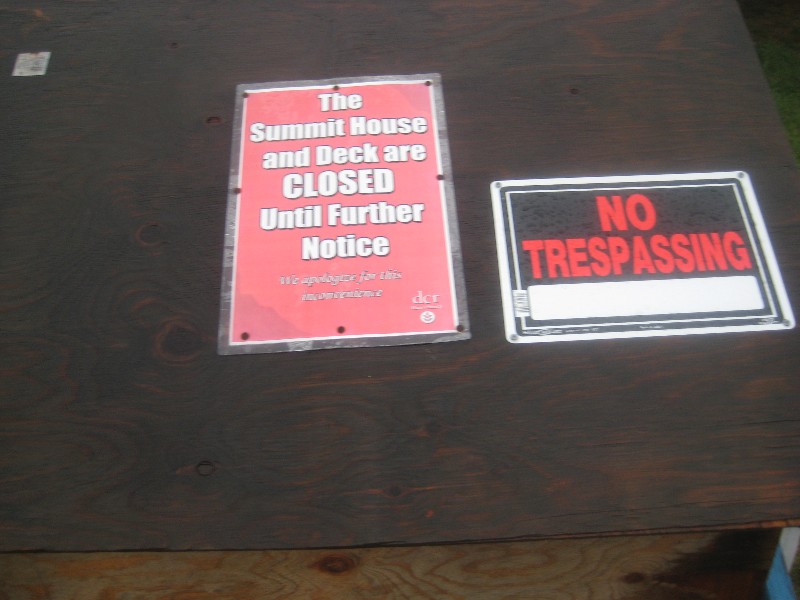 The
Summit House
and Deck are
CLOSED
Until Further
Notice
We apologize for this
inconvenience
dcr
NO
TRESPASSING